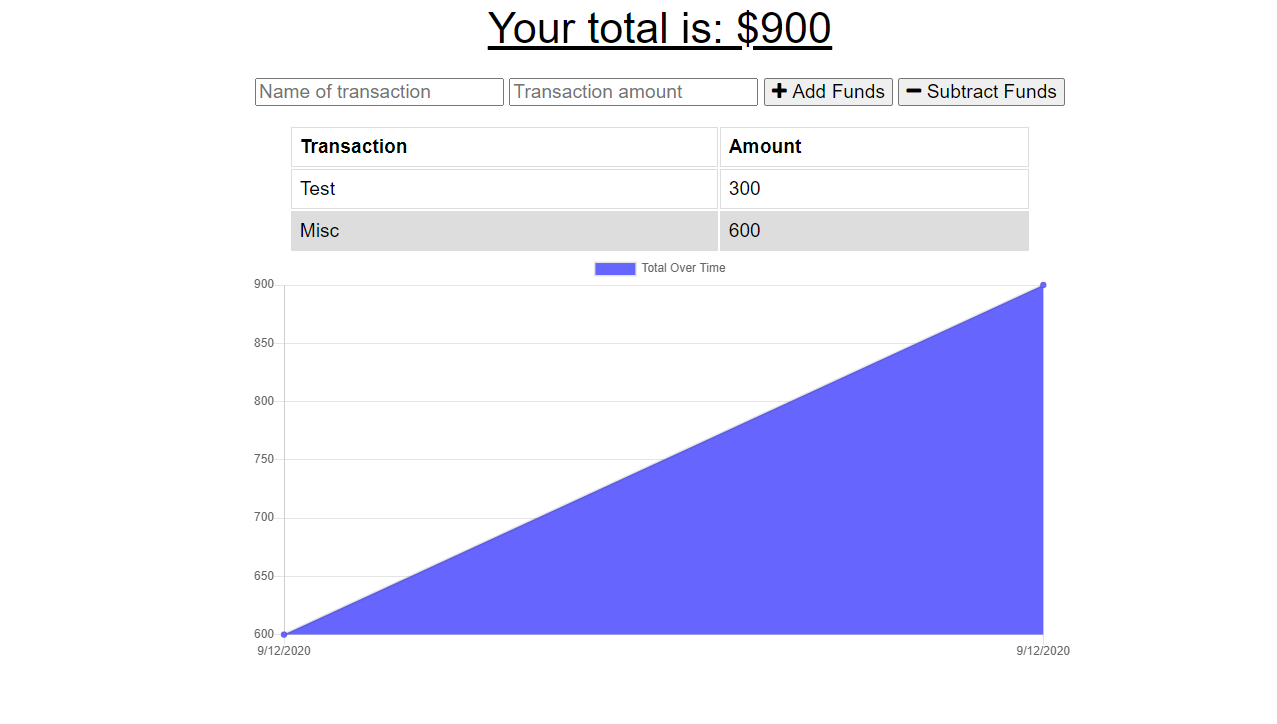 Your total is: $900
Name of transaction Transaction amount Add Funds Subtract Funds
Transaction Amount
Test 300
Misc 600
Total Over Time
900
850
800
750
700
650
600
9/12/2020 9/12/2020